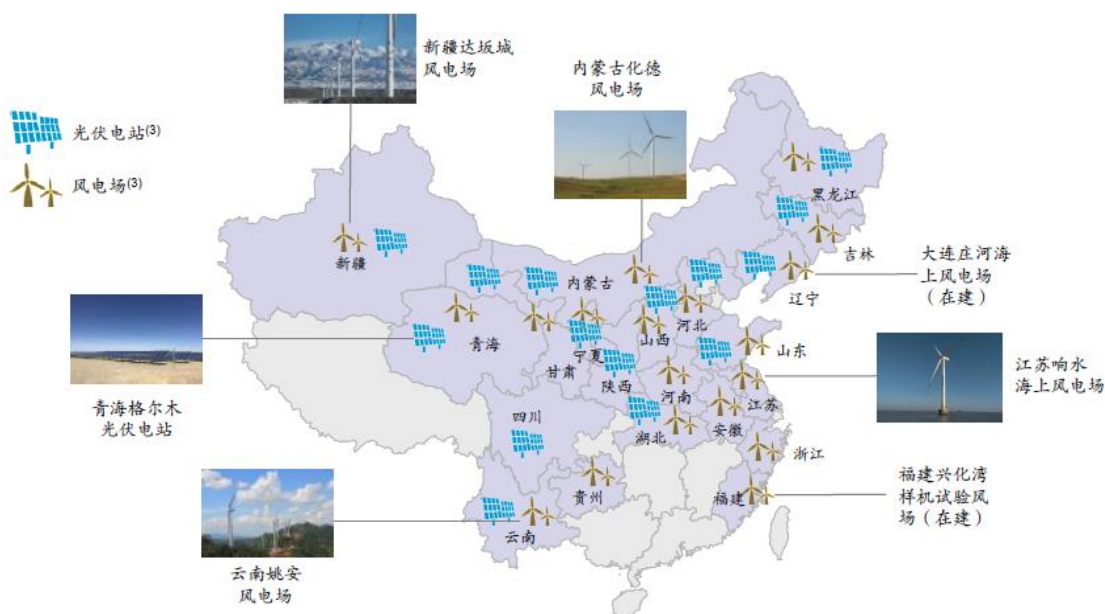 新疆达坂城
风电场
内蒙古化德
风电场
光伏电站(3)
风电场(3)
黑龙江
吉林
新疆
内蒙古
辽宁
大连庄河海
上风电场
(在建)
青海
宁夏
甘肃
陕西
山西
河北
山东
河南
江苏
安徽
江苏响水
海上风电场
青海格尔木
光伏电站
四川
湖北
浙江
贵州
福建
云南
福建兴化湾
样机试验风
场(在建)
云南姚安
风电场